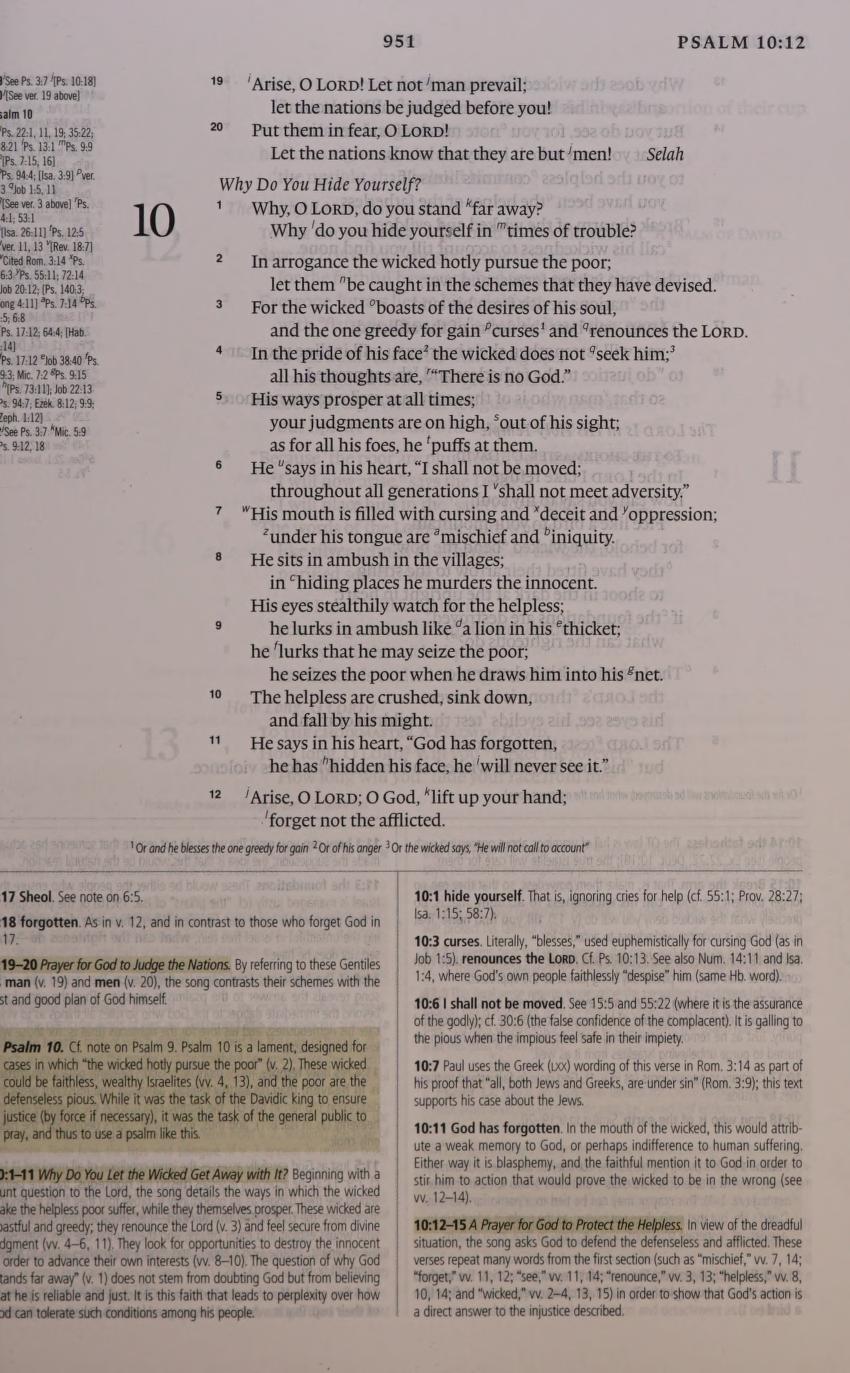 951
PSALM 10:12
See Ps. 3:7 [Ps. 10:18]
[See ver. 19 above]
salm 10
Ps. 22:1, 11, 19; 35:22;
8:21 lPs. 13:1 mPs. 9:9
[Ps. 7:15, 16]
Ps. 94:4; [Isa. 3:9] pver.
3 qJob 1:5, 11
[See ver. 3 above] rPs.
4:1; 53:1
[Isa. 26:11] tPs. 12:5
ver. 11, 13 v[Rev. 18:7]
Cited Rom. 3:14 xPs.
6:3 yPs. 55:11; 72:14
Job 20:12; [Ps. 140:3;
ong 4:11] aPs. 7:14 bPs.
:5; 6:8
Ps. 17:12; 64:4; [Hab.
:14]
Ps. 17:12 eJob 38:40 fPs.
9:3; Mic. 7:2 gPs. 9:15
h[Ps. 73:11]; Job 22:13
Ps. 94:7; Ezek. 8:12; 9:9;
Zeph. 1:12]
See Ps. 3:7 kMic. 5:9
Ps. 9:12, 18
19 jArise, O LORD! Let not jman prevail;
let the nations be judged before you!
20 Put them in fear, O LORD!
Let the nations know that they are but jmen! Selah
Why Do You Hide Yourself?
10
1 Why, O LORD, do you stand kfar away?
Why ldo you hide yourself in mtimes of trouble?
2 In arrogance the wicked hotly pursue the poor;
let them nbe caught in the schemes that they have devised.
3 For the wicked oboasts of the desires of his soul,
and the one greedy for gain pcurses1 and qrenounces the LORD.
4 In the pride of his face2 the wicked does not qseek him;3
all his thoughts are, r“There is no God.”
5 His ways prosper at all times;
your judgments are on high, sout of his sight;
as for all his foes, he tpuffs at them.
6 He usays in his heart, “I shall not be moved;
throughout all generations I vshall not meet adversity.”
7 wHis mouth is filled with cursing and xdeceit and yoppression;
zunder his tongue are amischief and biniquity.
8 He sits in ambush in the villages;
in chiding places he murders the innocent.
His eyes stealthily watch for the helpless;
9 he lurks in ambush like da lion in his ethicket;
he flurks that he may seize the poor;
he seizes the poor when he draws him into his gnet.
10 The helpless are crushed, sink down,
and fall by his might.
11 He says in his heart, “God has forgotten,
he has hhidden his face, he iwill never see it.”
12 jArise, O LORD; O God, klift up your hand;
lforget not the afflicted.
1 Or and he blesses the one greedy for gain 2 Or of his anger 3 Or the wicked says, “He will not call to account”
17 Sheol. See note on 6:5.
18 forgotten. As in v. 12, and in contrast to those who forget God in
17.
19–20 Prayer for God to Judge the Nations. By referring to these Gentiles
man (v. 19) and men (v. 20), the song contrasts their schemes with the
st and good plan of God himself.
Psalm 10. Cf. note on Psalm 9. Psalm 10 is a lament, designed for
cases in which “the wicked hotly pursue the poor” (v. 2). These wicked
could be faithless, wealthy Israelites (vv. 4, 13), and the poor are the
defenseless pious. While it was the task of the Davidic king to ensure
justice (by force if necessary), it was the task of the general public to
pray, and thus to use a psalm like this.
0:1–11 Why Do You Let the Wicked Get Away with It? Beginning with a
unt question to the Lord, the song details the ways in which the wicked
ake the helpless poor suffer, while they themselves prosper. These wicked are
oastful and greedy; they renounce the Lord (v. 3) and feel secure from divine
dgment (vv. 4–6, 11). They look for opportunities to destroy the innocent
order to advance their own interests (vv. 8–10). The question of why God
tands far away” (v. 1) does not stem from doubting God but from believing
at he is reliable and just. It is this faith that leads to perplexity over how
od can tolerate such conditions among his people.
10:1 hide yourself. That is, ignoring cries for help (cf. 55:1; Prov. 28:27;
Isa. 1:15; 58:7).
10:3 curses. Literally, “blesses,” used euphemistically for cursing God (as in
Job 1:5). renounces the LORD. Cf. Ps. 10:13. See also Num. 14:11 and Isa.
1:4, where God’s own people faithlessly “despise” him (same Hb. word).
10:6 I shall not be moved. See 15:5 and 55:22 (where it is the assurance
of the godly); cf. 30:6 (the false confidence of the complacent). It is galling to
the pious when the impious feel safe in their impiety.
10:7 Paul uses the Greek (LXX) wording of this verse in Rom. 3:14 as part of
his proof that “all, both Jews and Greeks, are under sin” (Rom. 3:9); this text
supports his case about the Jews.
10:11 God has forgotten. In the mouth of the wicked, this would attrib-
ute a weak memory to God, or perhaps indifference to human suffering.
Either way it is blasphemy, and the faithful mention it to God in order to
stir him to action that would prove the wicked to be in the wrong (see
vv. 12–14).
10:12–15 A Prayer for God to Protect the Helpless. In view of the dreadful
situation, the song asks God to defend the defenseless and afflicted. These
verses repeat many words from the first section (such as “mischief,” vv. 7, 14;
“forget,” vv. 11, 12; “see,” vv. 11, 14; “renounce,” vv. 3, 13; “helpless,” vv. 8,
10, 14; and “wicked,” vv. 2–4, 13, 15) in order to show that God’s action is
a direct answer to the injustice described.